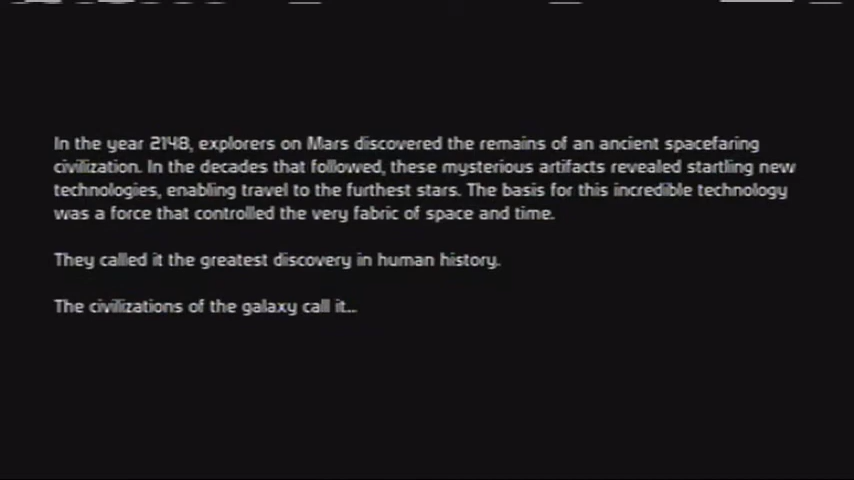 In the year 2148, explorers on Mars discovered the remains of an ancient spacefaring
civilization. In the decades that followed, these mysterious artifacts revealed startling new
technologies, enabling travel to the furthest stars. The basis for this incredible technology
was a force that controlled the very fabric of space and time.
They called it the greatest discovery in human history.
The civilizations of the galaxy call it...